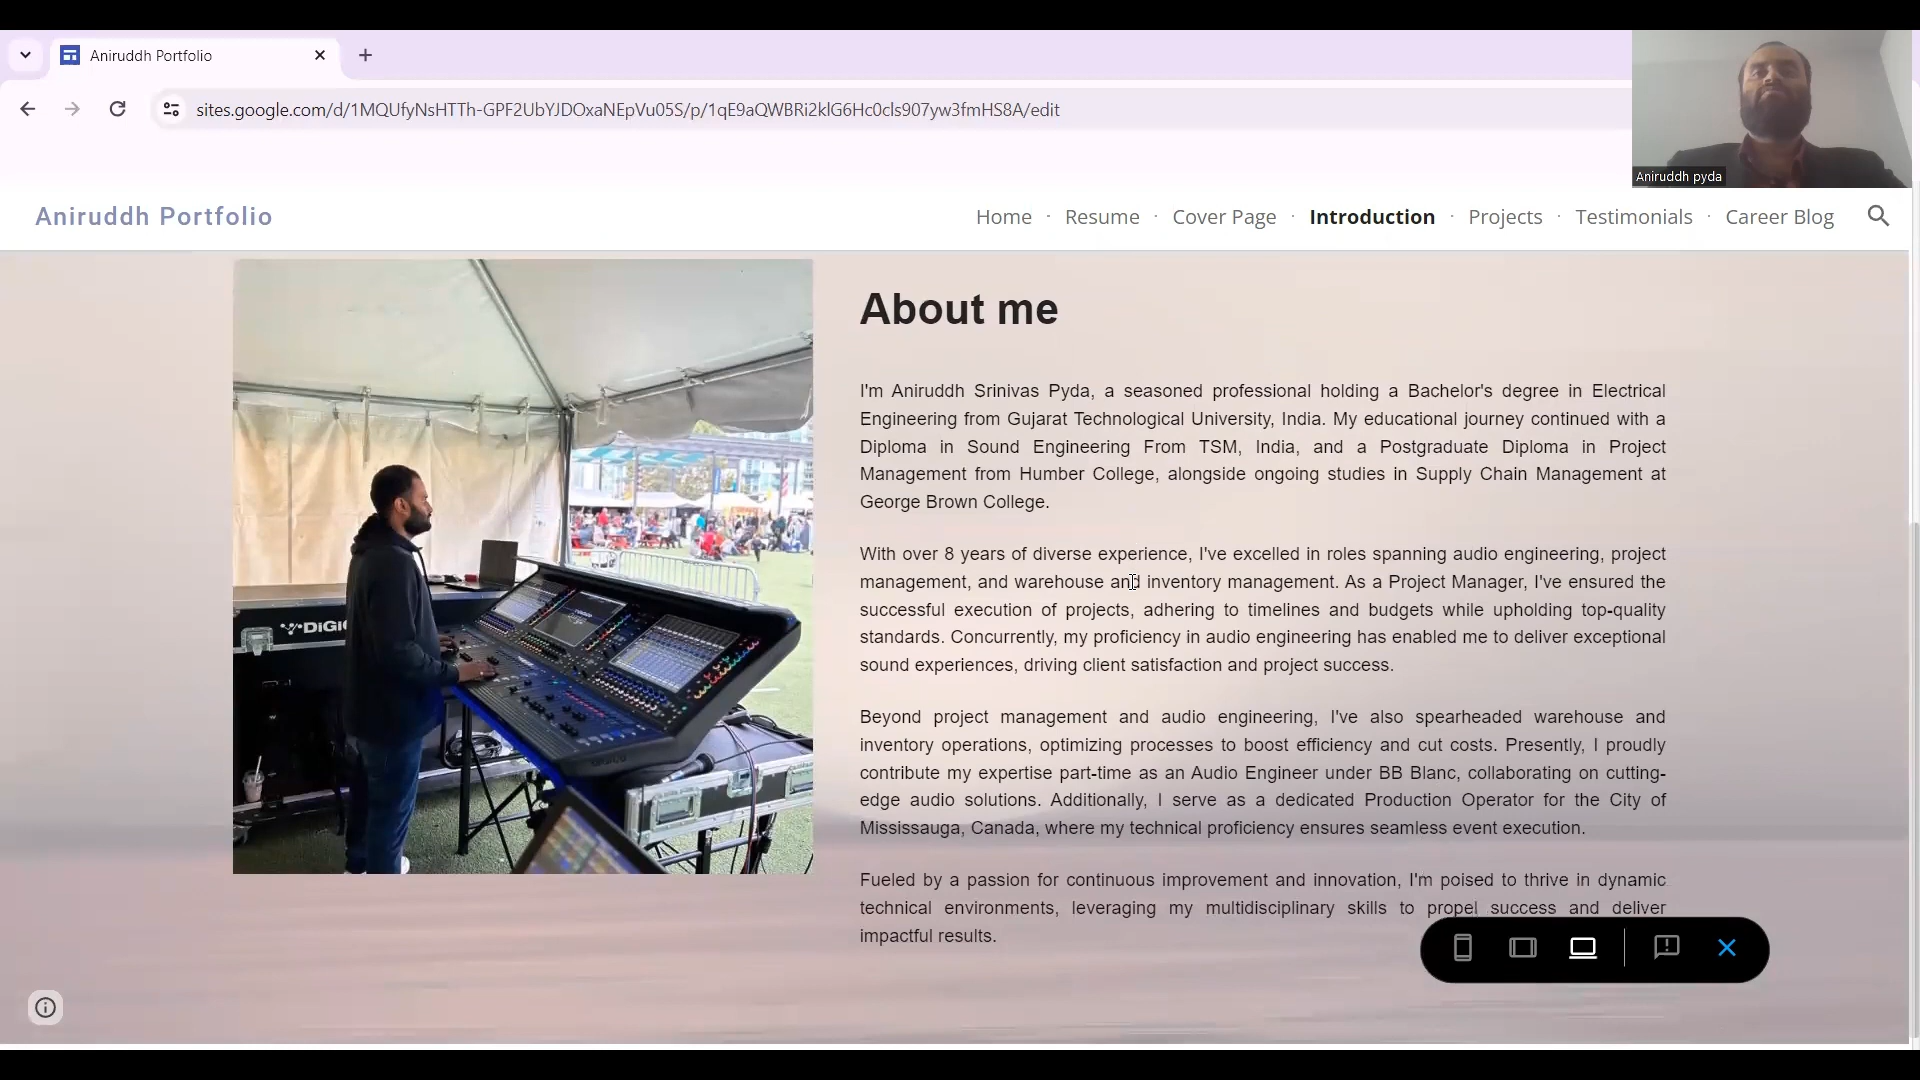 Aniruddh Portfolio
sites.google.com/d/1MQUfyNsHTTh-GPF2UbYJDOxaNEpVu05S/p/1qE9aQWBRi2klG6Hc0cls907yw3fmHS8A/edit
Aniruddh pyda
Aniruddh Portfolio
Home · Resume · Cover Page · Introduction · Projects · Testimonials · Career Blog
About me
I'm Aniruddh Srinivas Pyda, a seasoned professional holding a Bachelor's degree in Electrical
Engineering from Gujarat Technological University, India. My educational journey continued with a
Diploma in Sound Engineering From TSM, India, and a Postgraduate Diploma in Project
Management from Humber College, alongside ongoing studies in Supply Chain Management at
George Brown College.
With over 8 years of diverse experience, I've excelled in roles spanning audio engineering, project
management, and warehouse and inventory management. As a Project Manager, I've ensured the
successful execution of projects, adhering to timelines and budgets while upholding top-quality
standards. Concurrently, my proficiency in audio engineering has enabled me to deliver exceptional
sound experiences, driving client satisfaction and project success.
Beyond project management and audio engineering, I've also spearheaded warehouse and
inventory operations, optimizing processes to boost efficiency and cut costs. Presently, I proudly
contribute my expertise part-time as an Audio Engineer under BB Blanc, collaborating on cutting-
edge audio solutions. Additionally, I serve as a dedicated Production Operator for the City of
Mississauga, Canada, where my technical proficiency ensures seamless event execution.
Fueled by a passion for continuous improvement and innovation, I'm poised to thrive in dynamic
technical environments, leveraging my multidisciplinary skills to propel success and deliver
impactful results.